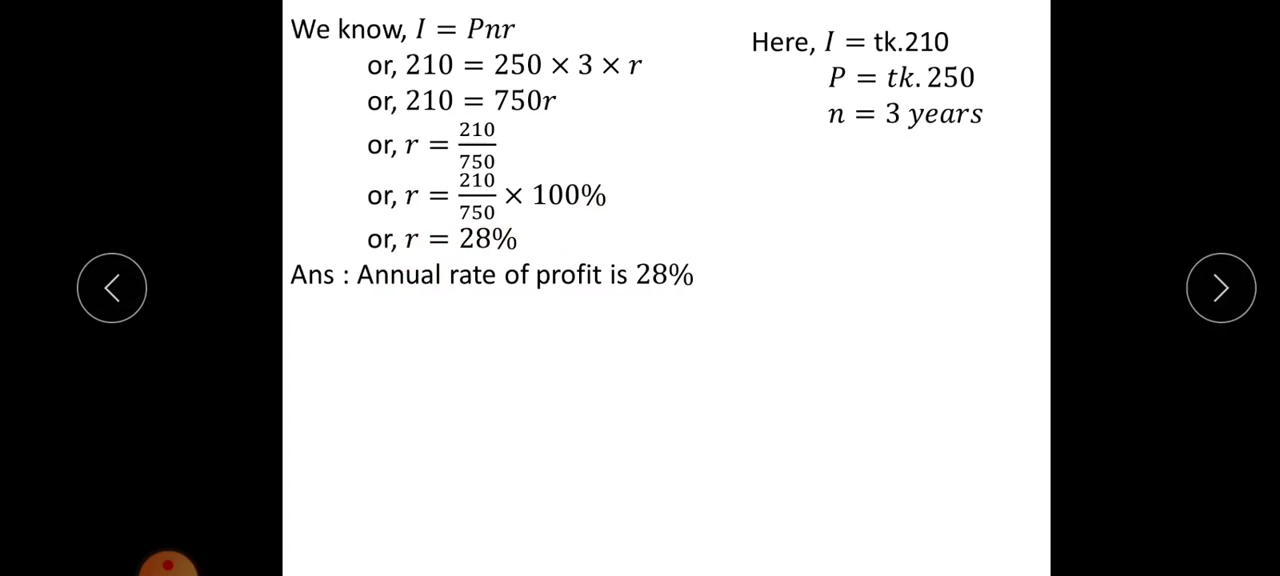 We know, I = Pnr
or, 210 = 250 × 3 × r
or, 210 = 750r
or, r = 210/750
or, r = 210/750 × 100%
or, r = 28%
Ans : Annual rate of profit is 28%
Here, I = tk.210
P = tk. 250
n = 3 years